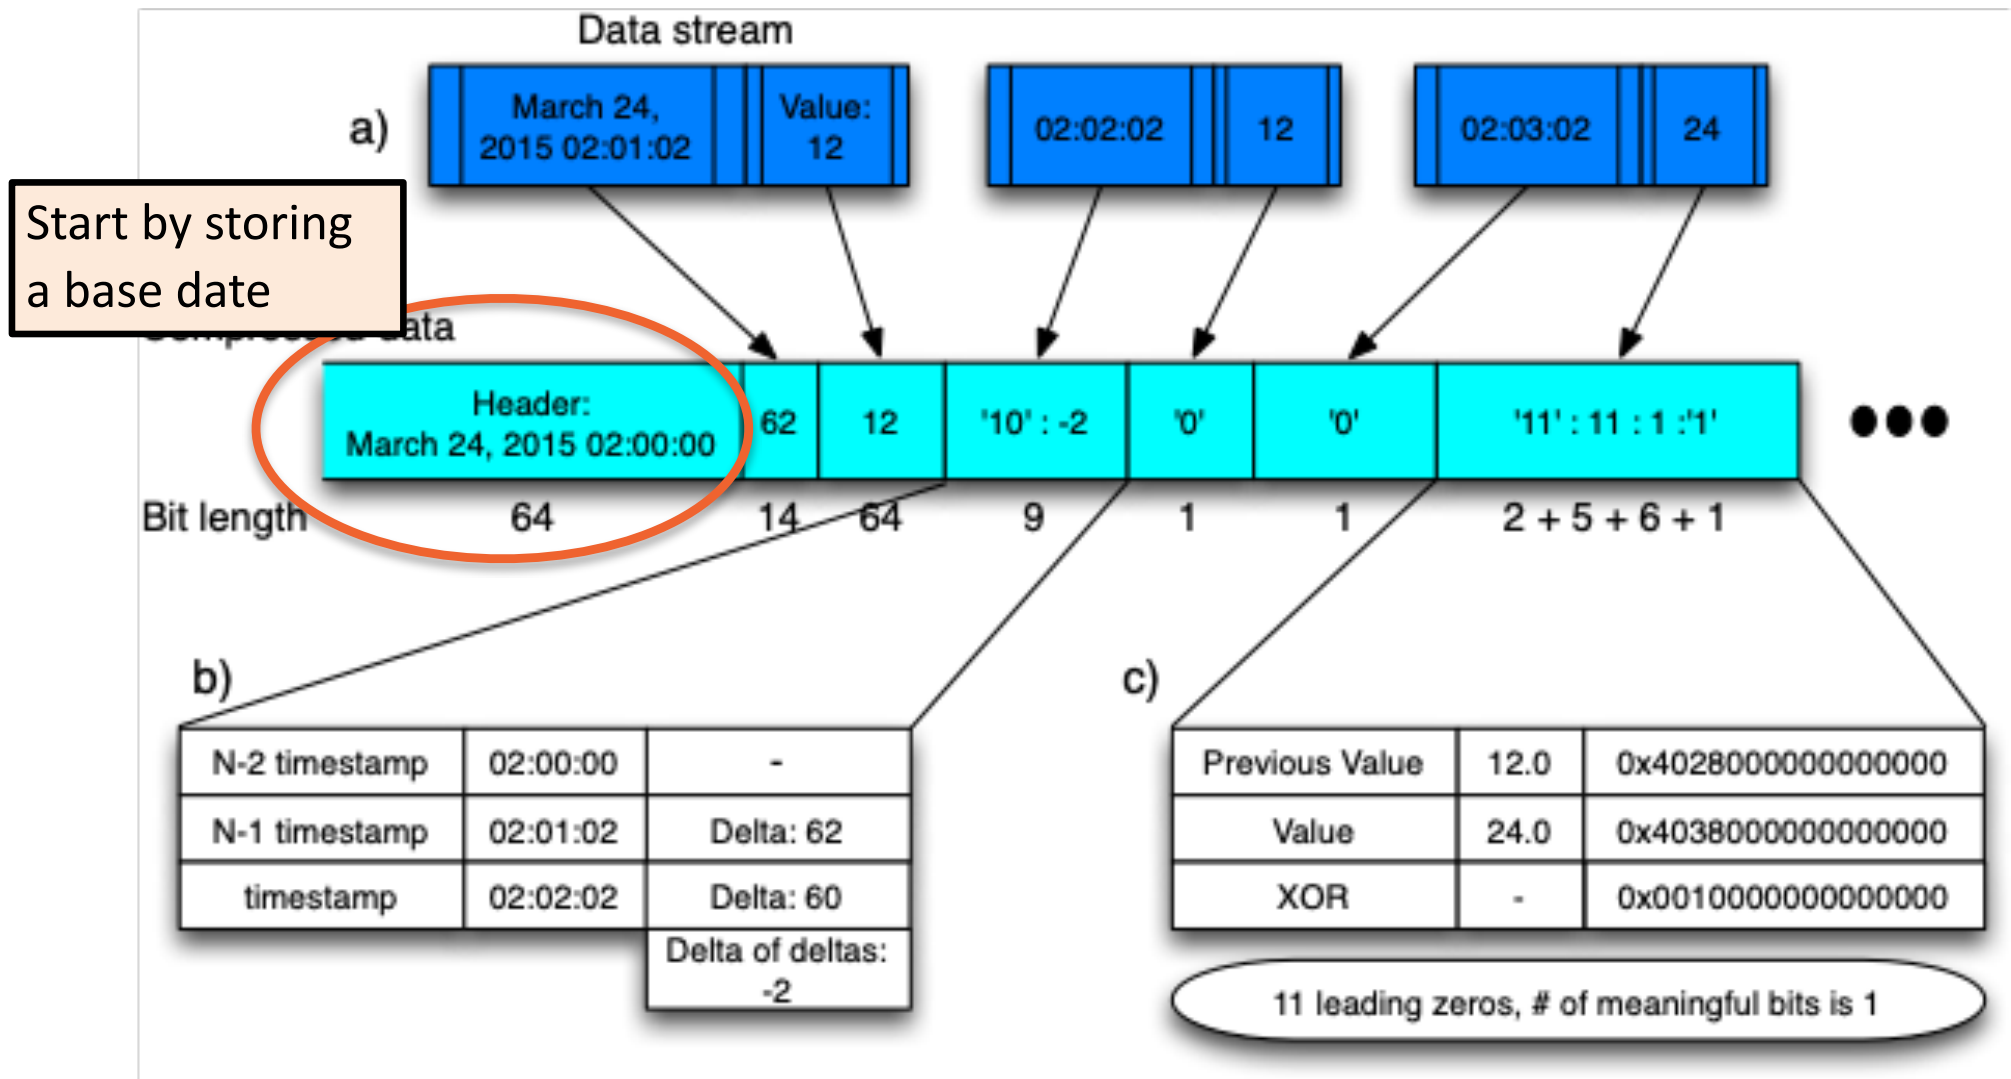 Data stream
a)
March 24,
2015 02:01:02
Value:
12
02:02:02
12
02:03:02
24
Start by storing
a base date
data
Header:
March 24, 2015 02:00:00
62
12
'10' : -2
'0'
'0'
'11' : 11 : 1 :'1'
Bit length
64
14
64
9
1
1
2 + 5 + 6 + 1
b)
N-2 timestamp 02:00:00 -
N-1 timestamp 02:01:02 Delta: 62
timestamp 02:02:02 Delta: 60
Delta of deltas:
-2
c)
Previous Value 12.0 0x4028000000000000
Value 24.0 0x4038000000000000
XOR - 0x0010000000000000
11 leading zeros, # of meaningful bits is 1